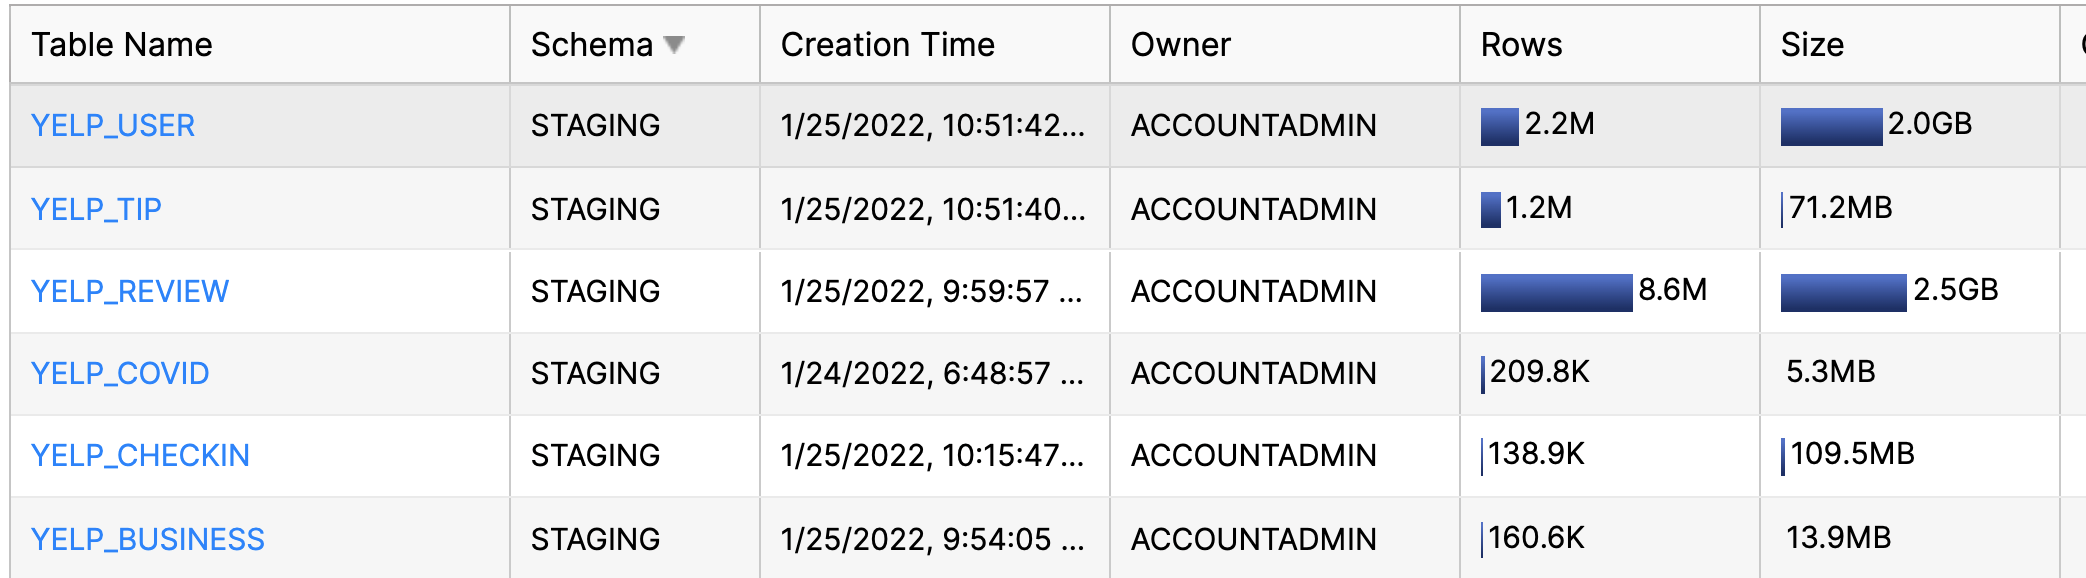 Table Name Schema Creation Time Owner Rows Size
YELP_USER STAGING 1/25/2022, 10:51:42... ACCOUNTADMIN 2.2M 2.0GB
YELP_TIP STAGING 1/25/2022, 10:51:40... ACCOUNTADMIN 1.2M 71.2MB
YELP_REVIEW STAGING 1/25/2022, 9:59:57 ... ACCOUNTADMIN 8.6M 2.5GB
YELP_COVID STAGING 1/24/2022, 6:48:57 ... ACCOUNTADMIN 209.8K 5.3MB
YELP_CHECKIN STAGING 1/25/2022, 10:15:47... ACCOUNTADMIN 138.9K 109.5MB
YELP_BUSINESS STAGING 1/25/2022, 9:54:05 ... ACCOUNTADMIN 160.6K 13.9MB